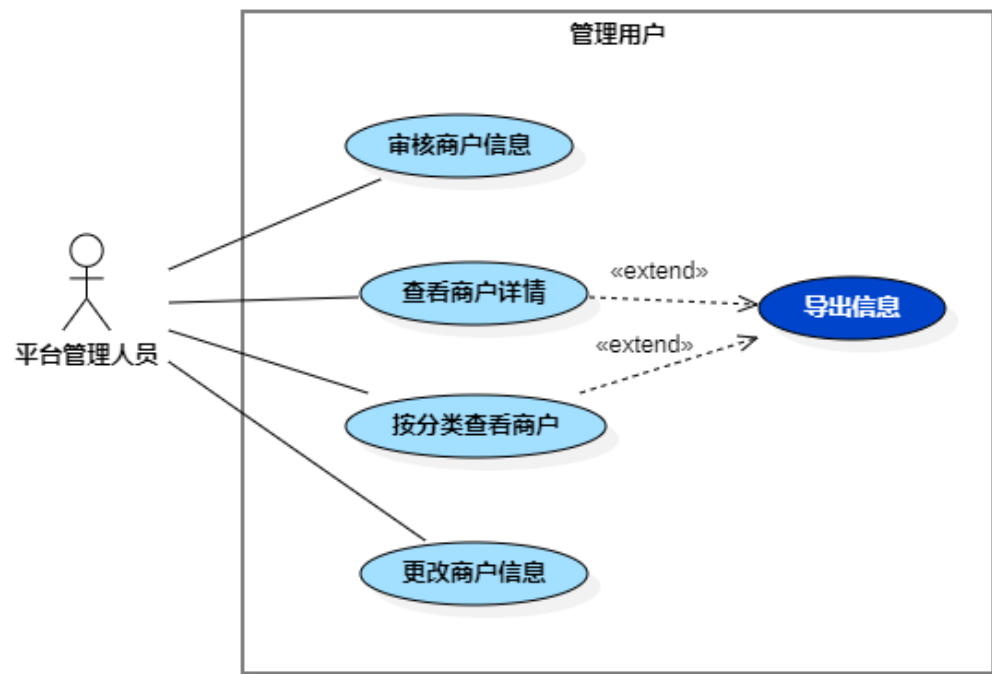 管理用户
审核商户信息
查看商户详情
«extend»
导出信息
«extend»
平台管理人员
按分类查看商户
更改商户信息